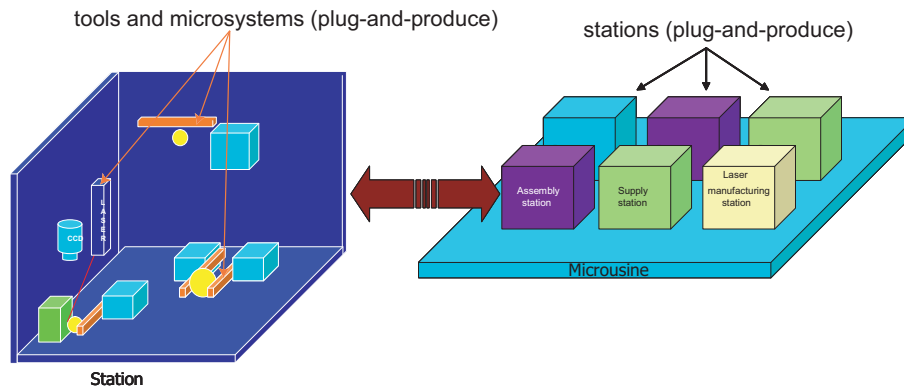 tools and microsystems (plug-and-produce)
stations (plug-and-produce)
LASER
CCD
Assembly
station
Supply
station
Laser
manufacturing
station
Microusine
Station